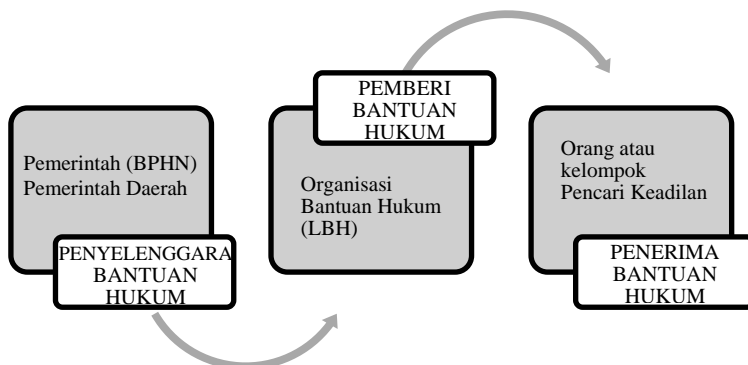 Pemerintah (BPHN)
Pemerintah Daerah
PENYELENGGARA
BANTUAN
HUKUM
PEMBERI
BANTUAN
HUKUM
Organisasi
Bantuan Hukum
(LBH)
Orang atau
kelompok
Pencari Keadilan
PENERIMA
BANTUAN
HUKUM